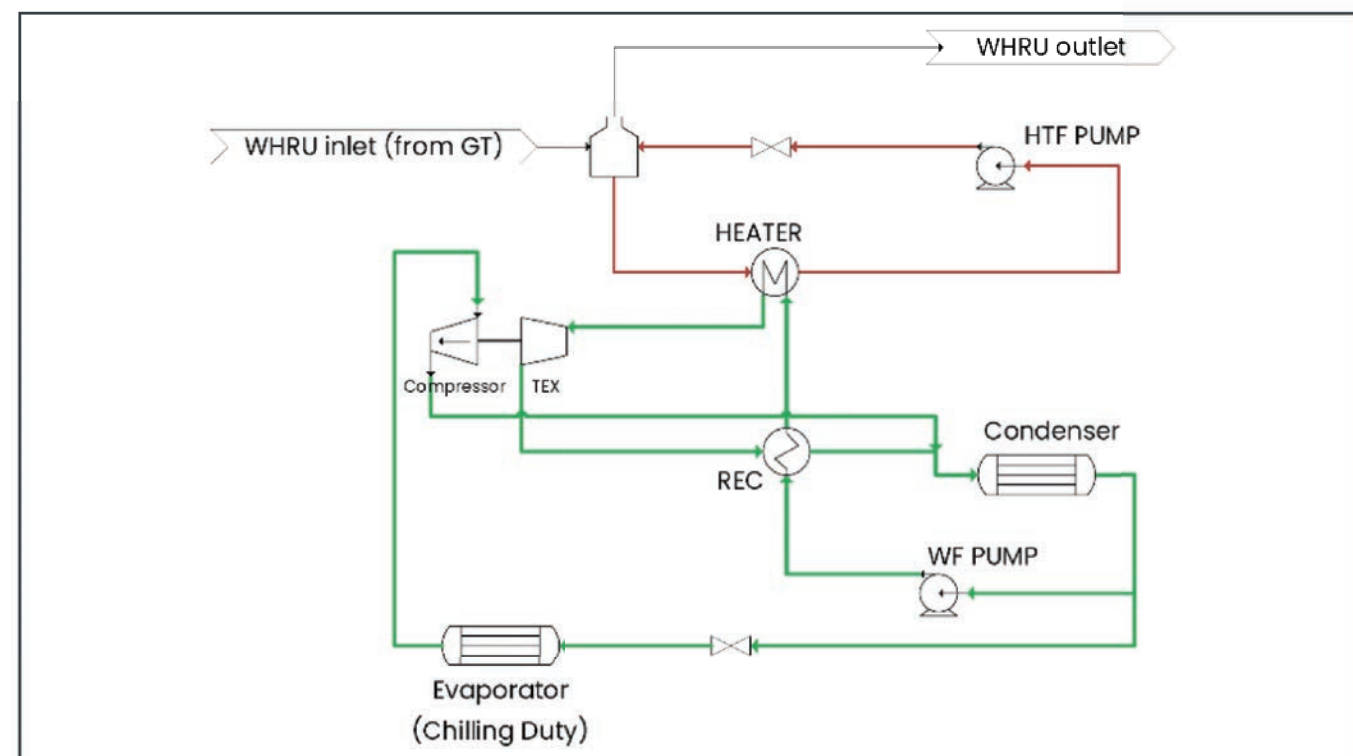 WHRU outlet
WHRU inlet (from GT)
HTF PUMP
HEATER
Compressor
TEX
Condenser
REC
WF PUMP
Evaporator
(Chilling Duty)